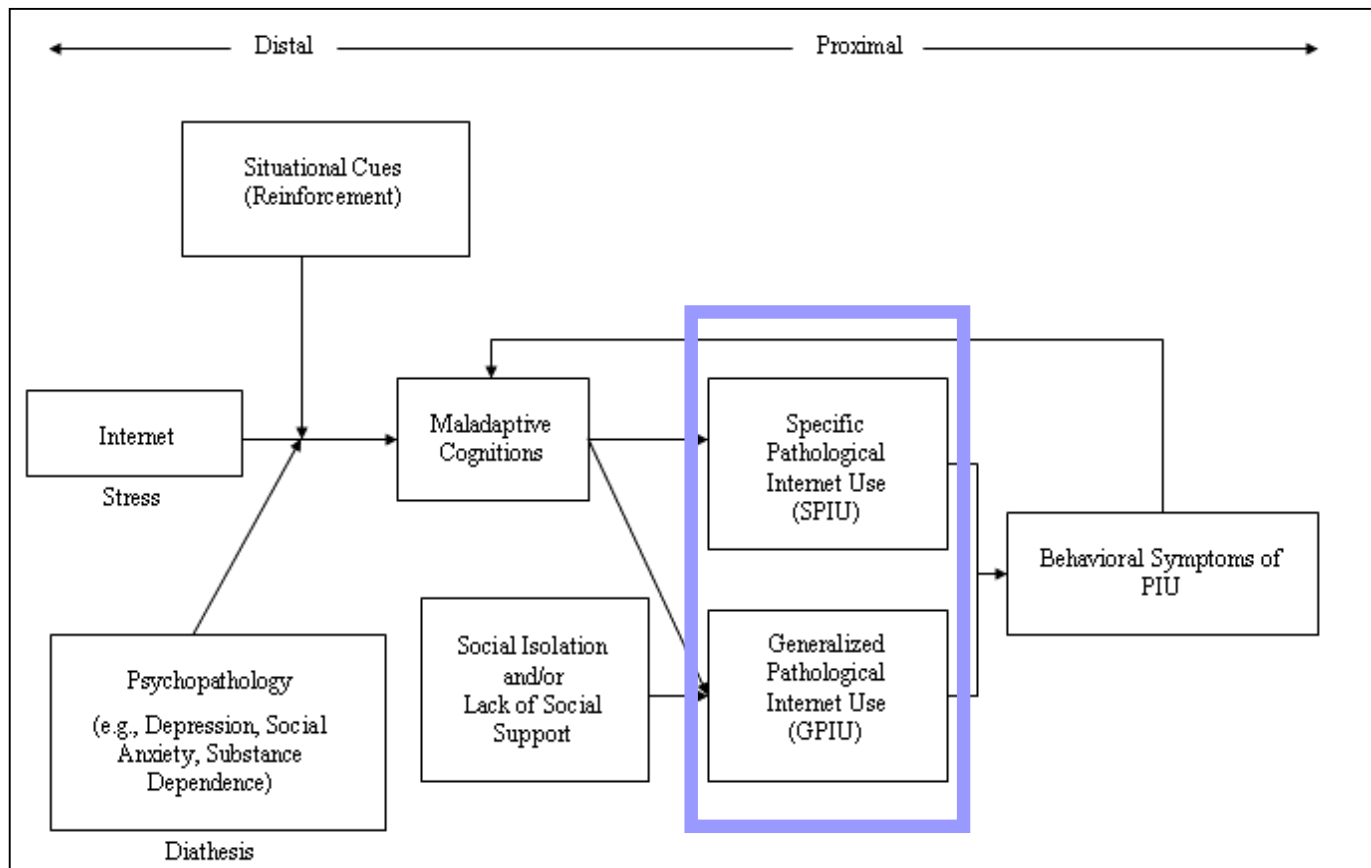 Distal
Proximal
Situational Cues
(Reinforcement)
Internet
Stress
Maladaptive
Cognitions
Specific
Pathological
Internet Use
(SPIU)
Behavioral Symptoms of
PIU
Psychopathology
(e.g., Depression, Social
Anxiety, Substance
Dependence)
Diathesis
Social Isolation
and/or
Lack of Social
Support
Generalized
Pathological
Internet Use
(GPIU)